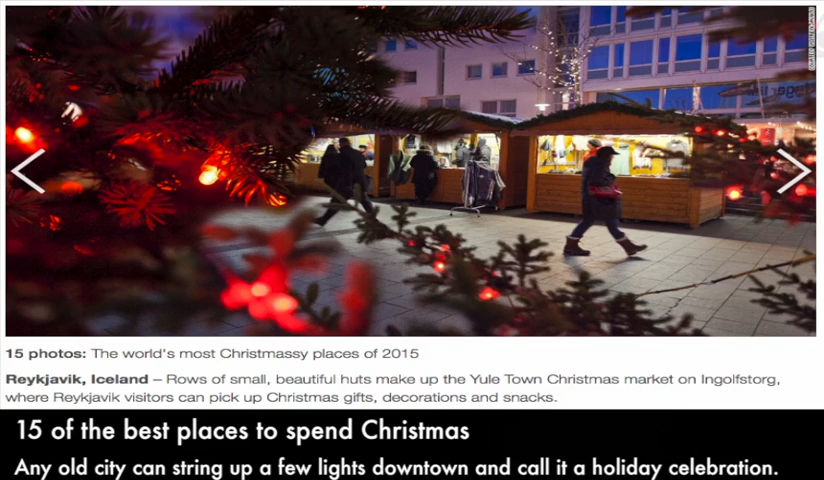 15 photos: The world's most Christmassy places of 2015
Reykjavik, Iceland – Rows of small, beautiful huts make up the Yule Town Christmas market on Ingolfstorg,
where Reykjavik visitors can pick up Christmas gifts, decorations and snacks.
15 of the best places to spend Christmas
Any old city can string up a few lights downtown and call it a holiday celebration.